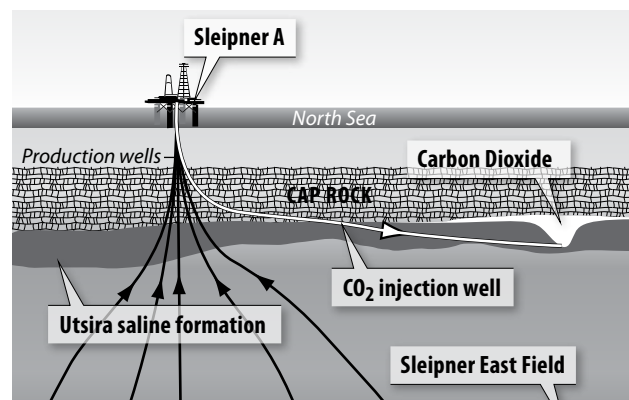 Sleipner A
North Sea
Production wells
Carbon Dioxide
CAP ROCK
CO₂ injection well
Utsira saline formation
Sleipner East Field